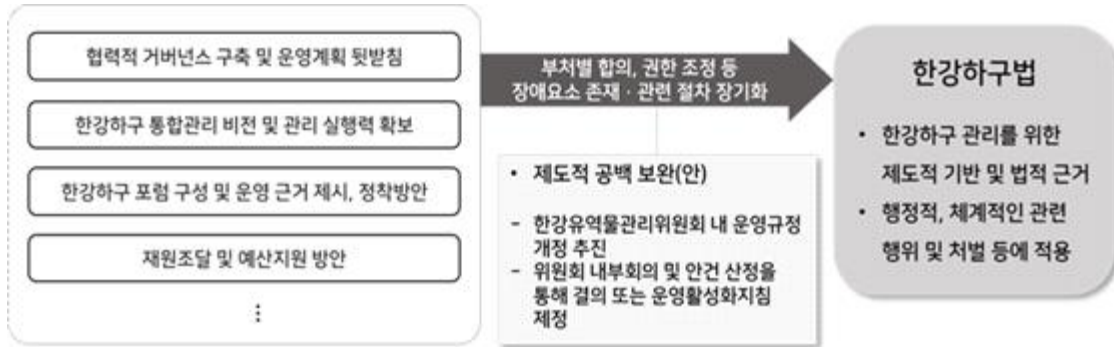 협력적 거버넌스 구축 및 운영계획 뒷받침
한강하구 통합관리 비전 및 관리 실행력 확보
한강하구 포럼 구성 및 운영 근거 제시, 정착방안
재원조달 및 예산지원 방안
⋮
부처별 합의, 권한 조정 등
장애요소 존재 · 관련 절차 장기화
• 제도적 공백 보완(안)
– 한강유역물관리위원회 내 운영규정
개정 추진
– 위원회 내부회의 및 안건 산정을
통해 결의 또는 운영활성화지침
제정
한강하구법
• 한강하구 관리를 위한
제도적 기반 및 법적 근거
• 행정적, 체계적인 관련
행위 및 처벌 등에 적용